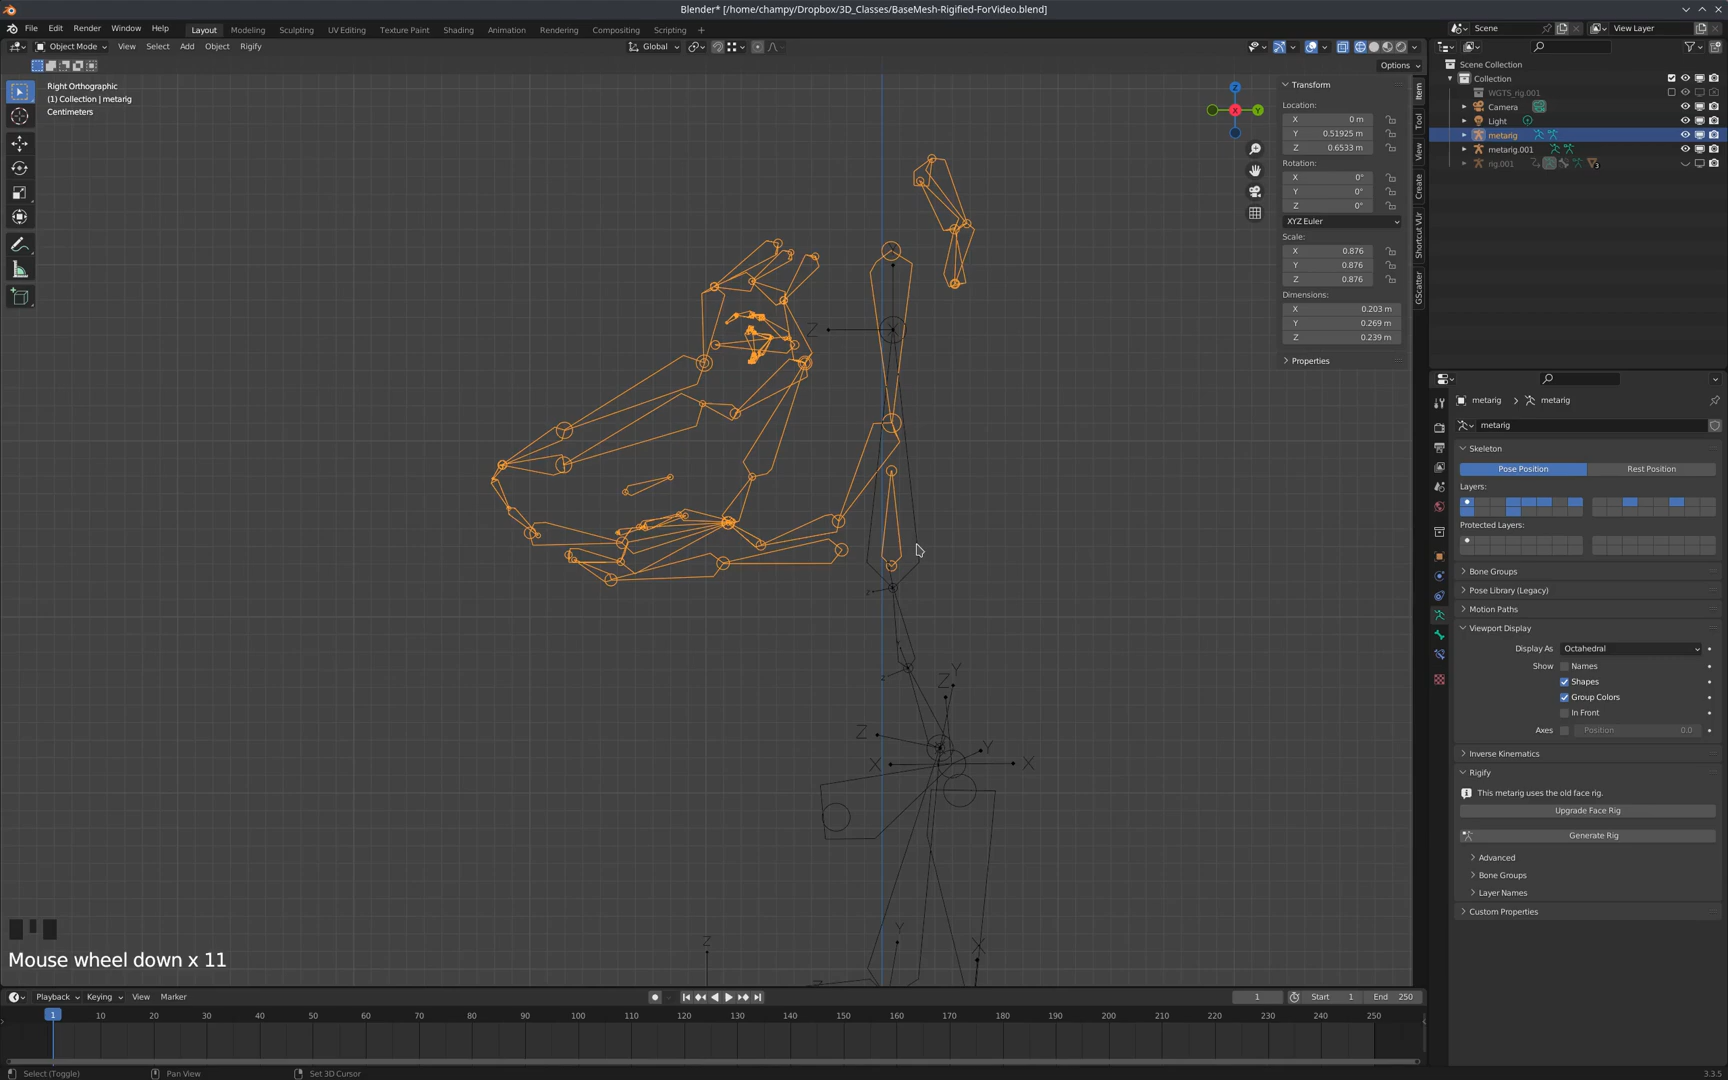 Blender* [/home/champy/Dropbox/3D_Classes/BaseMesh-Rigified-ForVideo.blend]
File Edit Render Window Help Layout Modeling Sculpting UV Editing Texture Paint Shading Animation Rendering Compositing Scripting + Scene View Layer
Object Mode View Select Add Object Rigify Global
Options
Right Orthographic
(1) Collection | metarig
Centimeters
Z
Y
X
Transform
Location:
X 0 m
Y 0.51925 m
Z 0.6533 m
Rotation:
X 0°
Y 0°
Z 0°
XYZ Euler
Scale:
X 0.876
Y 0.876
Z 0.876
Dimensions:
X 0.203 m
Y 0.269 m
Z 0.239 m
Properties
Item
Tool
View
Create
Shortcut VUr
GScatter
Scene Collection
Collection
WGTS_rig.001
Camera
Light
metarig
metarig.001
rig.001
metarig > metarig
metarig
Skeleton
Pose Position Rest Position
Layers:
Protected Layers:
Bone Groups
Pose Library (Legacy)
Motion Paths
Viewport Display
Display As Octahedral
Show Names
Shapes
Group Colors
In Front
Axes Position 0.0
Inverse Kinematics
Rigify
This metarig uses the old face rig.
Upgrade Face Rig
Generate Rig
Advanced
Bone Groups
Layer Names
Custom Properties
Z X
Y
Z
Z Y
X X
Y X
Z
Mouse wheel down x 11
Playback Keying View Marker 1 Start 1 End 250
1 10 20 30 40 50 60 70 80 90 100 110 120 130 140 150 160 170 180 190 200 210 220 230 240 250
Select (Toggle) Pan View Set 3D Cursor 3.3.5